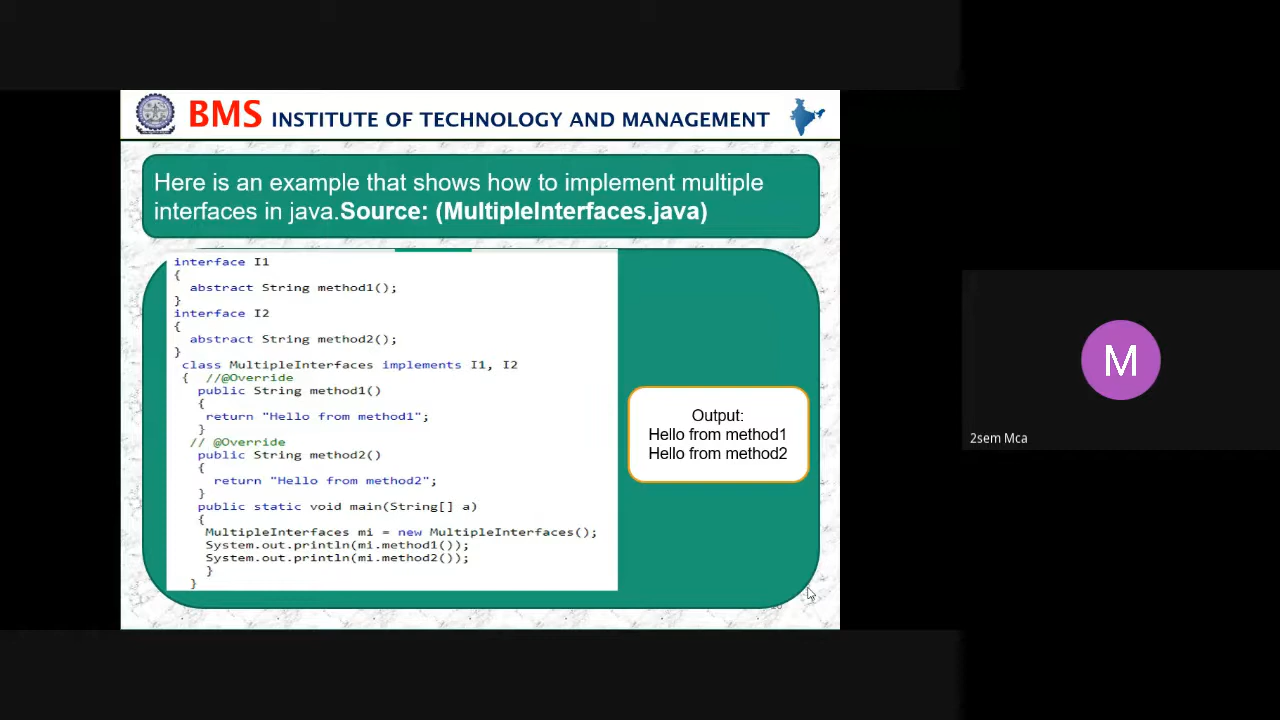 BMS INSTITUTE OF TECHNOLOGY AND MANAGEMENT
Here is an example that shows how to implement multiple
interfaces in java.Source: (MultipleInterfaces.java)
interface I1
{
abstract String method1();
}
interface I2
{
abstract String method2();
}
class MultipleInterfaces implements I1, I2
{ //@Override
public String method1()
{
return "Hello from method1";
}
// @Override
public String method2()
{
return "Hello from method2";
}
public static void main(String[] a)
{
MultipleInterfaces mi = new MultipleInterfaces();
System.out.println(mi.method1());
System.out.println(mi.method2());
}
}
Output:
Hello from method1
Hello from method2
M
2sem Mca